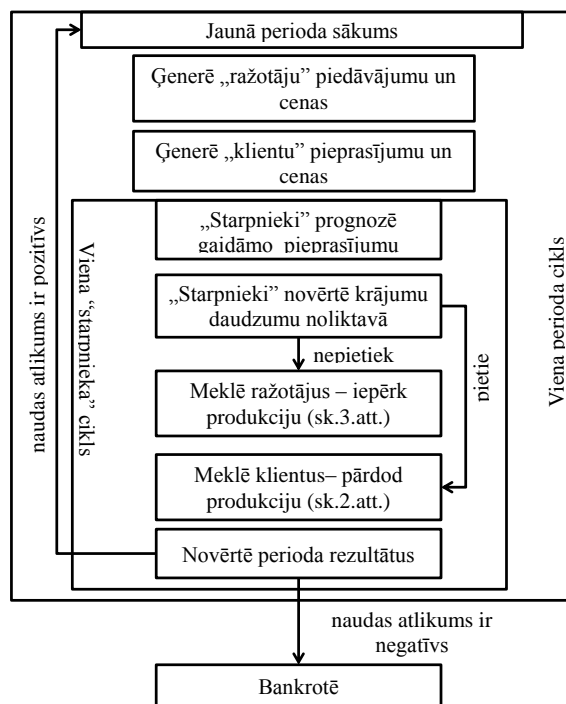 Jaunā perioda sākums
Ģenerē „ražotāju” piedāvājumu un
cenas
Ģenerē „klientu” pieprasījumu un
cenas
„Starpnieki” prognozē
gaidāmo pieprasījumu
„Starpnieki” novērtē krājumu
daudzumu noliktavā
nepietiek
pietie
Meklē ražotājus – iepērk
produkciju (sk.3.att.)
Meklē klientus– pārdod
produkciju (sk.2.att.)
Novērtē perioda rezultātus
naudas atlikums ir pozitīvs
Viena “starpnieka”
cikls
Viena perioda cikls
naudas atlikums ir
negatīvs
Bankrotē